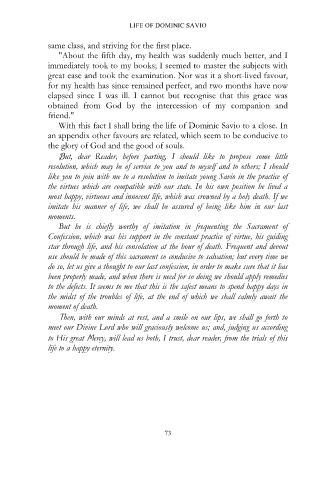 LIFE OF DOMINIC SAVIO
same class, and striving for the first place.
"About the fifth day, my health was suddenly much better, and I
immediately took to my books; I seemed to master the subjects with
great ease and took the examination. Nor was it a short-lived favour,
for my health has since remained perfect, and two months have now
elapsed since I was ill. I cannot but recognise that this grace was
obtained from God by the intercession of my companion and
friend."
With this fact I shall bring the life of Dominic Savio to a close. In
an appendix other favours are related, which seem to be conducive to
the glory of God and the good of souls.
But, dear Reader, before parting, I should like to propose some little
resolution, which may be of service to you and to myself and to others; I should
like you to join with me to a resolution to imitate young Savio in the practice of
the virtues which are compatible with our state. In his own position he lived a
most happy, virtuous and innocent life, which was crowned by a holy death. If we
imitate his manner of life, we shall be assured of being like him in our last
moments.
But he is chiefly worthy of imitation in frequenting the Sacrament of
Confession, which was his support in the constant practice of virtue, his guiding
star through life, and his consolation at the hour of death. Frequent and devout
use should be made of this sacrament so conducive to salvation; but every time we
do so, let us give a thought to our last confession, in order to make sure that it has
been properly made, and when there is need for so doing we should apply remedies
to the defects. It seems to me that this is the safest means to spend happy days in
the midst of the troubles of life, at the end of which we shall calmly await the
moment of death.
Then, with our minds at rest, and a smile on our lips, we shall go forth to
meet our Divine Lord who will graciously welcome us; and, judging us according
to His great Mercy, will lead us both, I trust, dear reader, from the trials of this
life to a happy eternity.
73